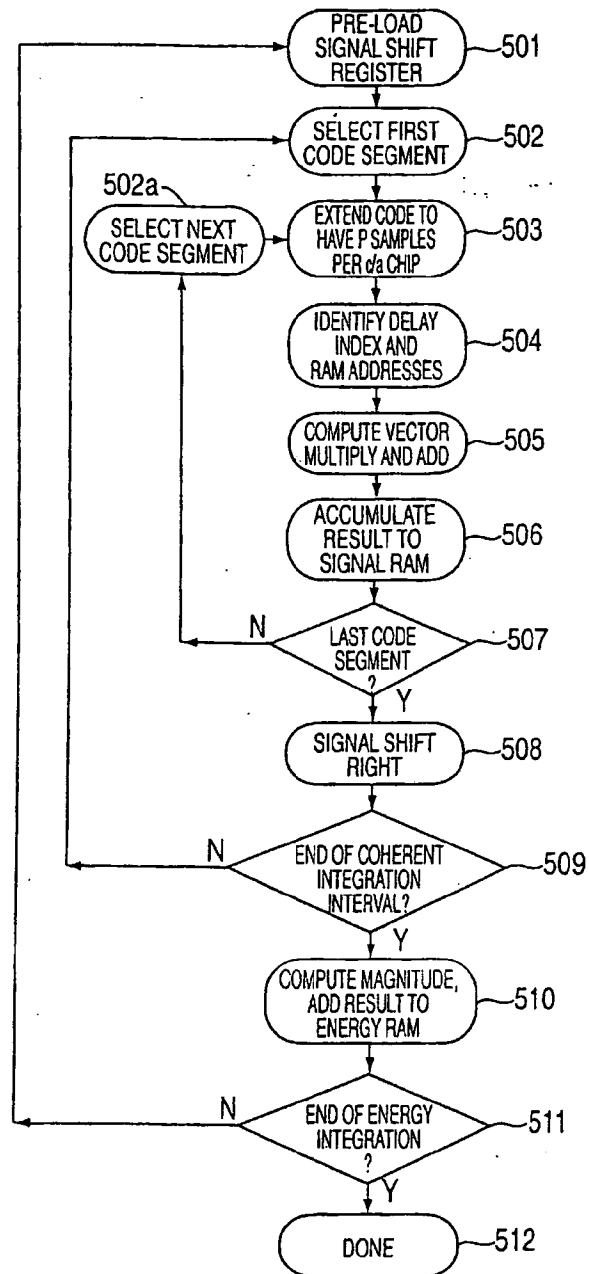 PRE-LOAD
SIGNAL SHIFT
REGISTER
501
SELECT FIRST
CODE SEGMENT
502
502a
SELECT NEXT
CODE SEGMENT
EXTEND CODE TO
HAVE P SAMPLES
PER c/a CHIP
503
IDENTIFY DELAY
INDEX AND
RAM ADDRESSES
504
COMPUTE VECTOR
MULTIPLY AND ADD
505
ACCUMULATE
RESULT TO
SIGNAL RAM
506
N
LAST CODE
SEGMENT
?
507
Y
SIGNAL SHIFT
RIGHT
508
N
END OF COHERENT
INTEGRATION
INTERVAL?
509
Y
COMPUTE MAGNITUDE,
ADD RESULT TO
ENERGY RAM
510
N
END OF ENERGY
INTEGRATION
?
511
Y
DONE
512